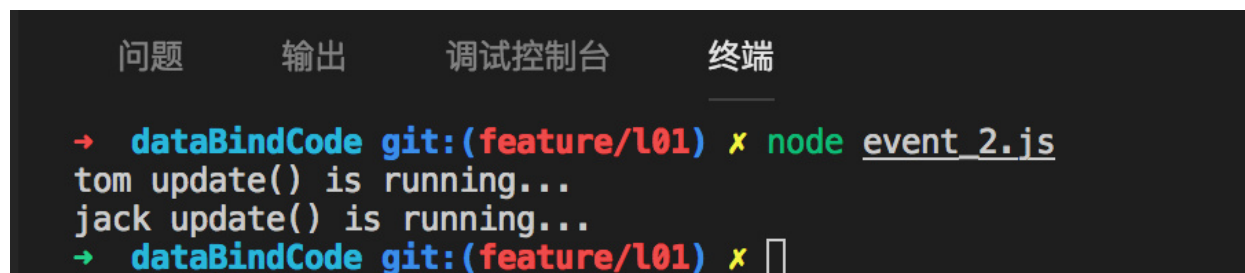 问题 输出 调试控制台 终端
→ dataBindCode git:(feature/l01) ✗ node event_2.js
tom update() is running...
jack update() is running...
→ dataBindCode git:(feature/l01) ✗